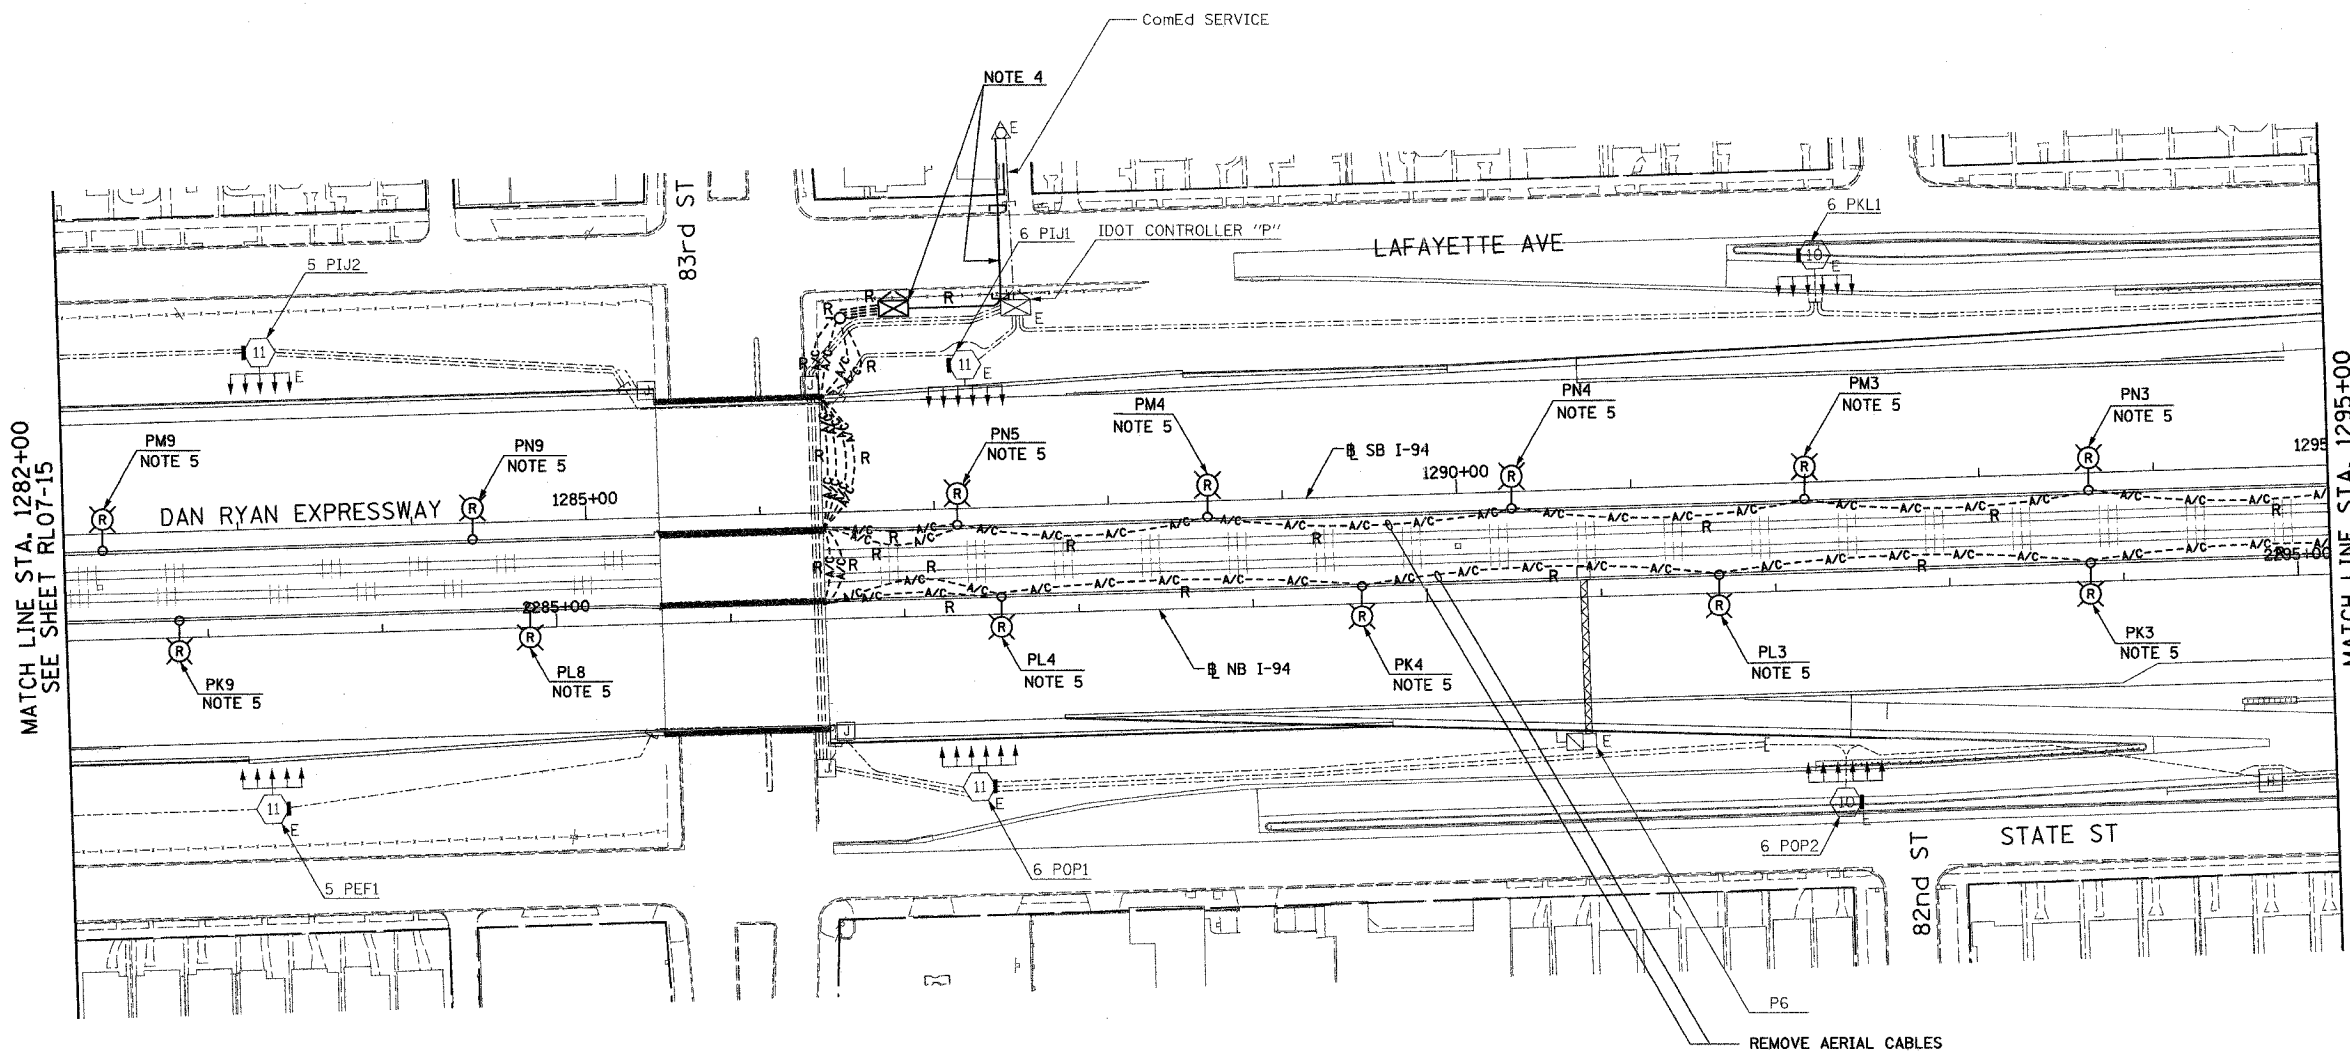 ComEd SERVICE
NOTE 4
E
83rd ST
6 PIJ1
IDOT CONTROLLER "P"
6 PKL1
LAFAYETTE AVE
10
E
5 PIJ2
R
R
R
E
11
E
R
A/C
A/C
A/C
R
11
E
J
J
MATCH LINE STA. 1282+00
SEE SHEET RL07-15
PM9
NOTE 5
PN9
NOTE 5
PN5
NOTE 5
PM4
NOTE 5
PN4
NOTE 5
PM3
NOTE 5
PN3
NOTE 5
MATCH LINE STA. 1295+00
R
R
R
R
R
R
R
R
R
DAN RYAN EXPRESSWAY
1285+00
B SB I-94
1290+00
1295
A/C A/C A/C A/C A/C A/C A/C A/C A/C A/C A/C A/C A/C A/C A/C A/C A/C
R R R R R R R
A/C A/C A/C A/C A/C A/C A/C A/C A/C A/C A/C A/C A/C A/C A/C A/C A/C
R R R R R
2285+00
2295+00
R
R
R
R
R
R
PK9
NOTE 5
PL8
NOTE 5
PL4
NOTE 5
B NB I-94
PK4
NOTE 5
PL3
NOTE 5
PK3
NOTE 5
J
J
E
11
E
11
E
10
E
H
5 PEF1
6 POP1
6 POP2
82nd ST
STATE ST
P6
REMOVE AERIAL CABLES